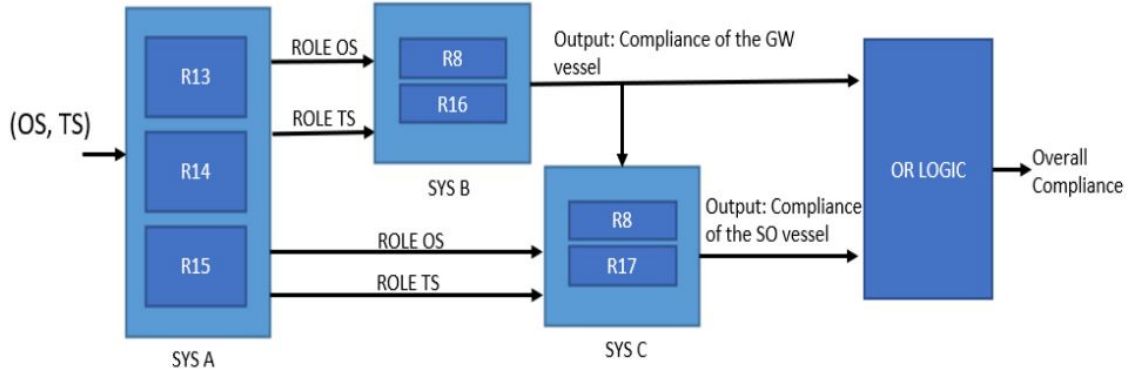 (OS, TS)
R13
R14
R15
SYS A
ROLE OS
ROLE TS
R8
R16
SYS B
Output: Compliance of the GW
vessel
ROLE OS
ROLE TS
R8
R17
SYS C
Output: Compliance
of the SO vessel
OR LOGIC
Overall
Compliance